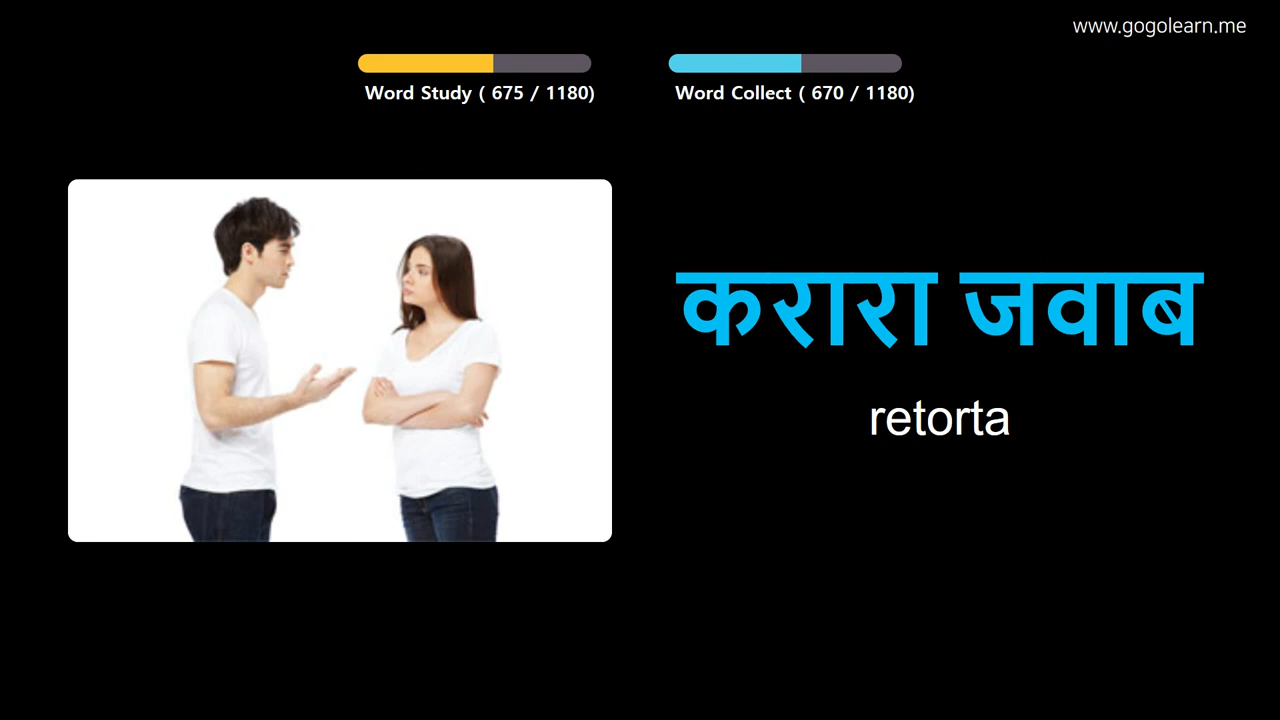 www.gogolearn.me
Word Study ( 675 / 1180)
Word Collect ( 670 / 1180)
करारा जवाब
retorta